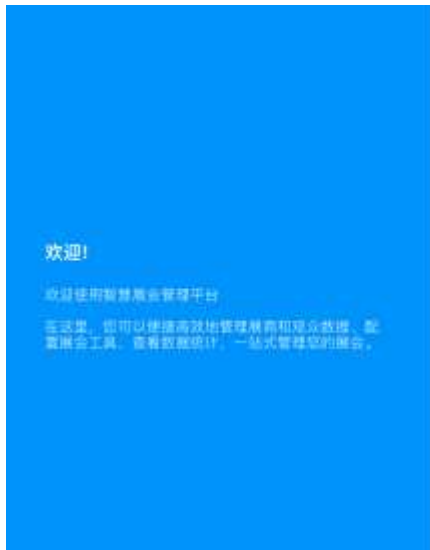 欢迎!
欢迎使用智慧展会管理平台
在这里，您可以便捷高效地管理展商和观众数据、配
置展会工具、查看数据统计，一站式管理您的展会。